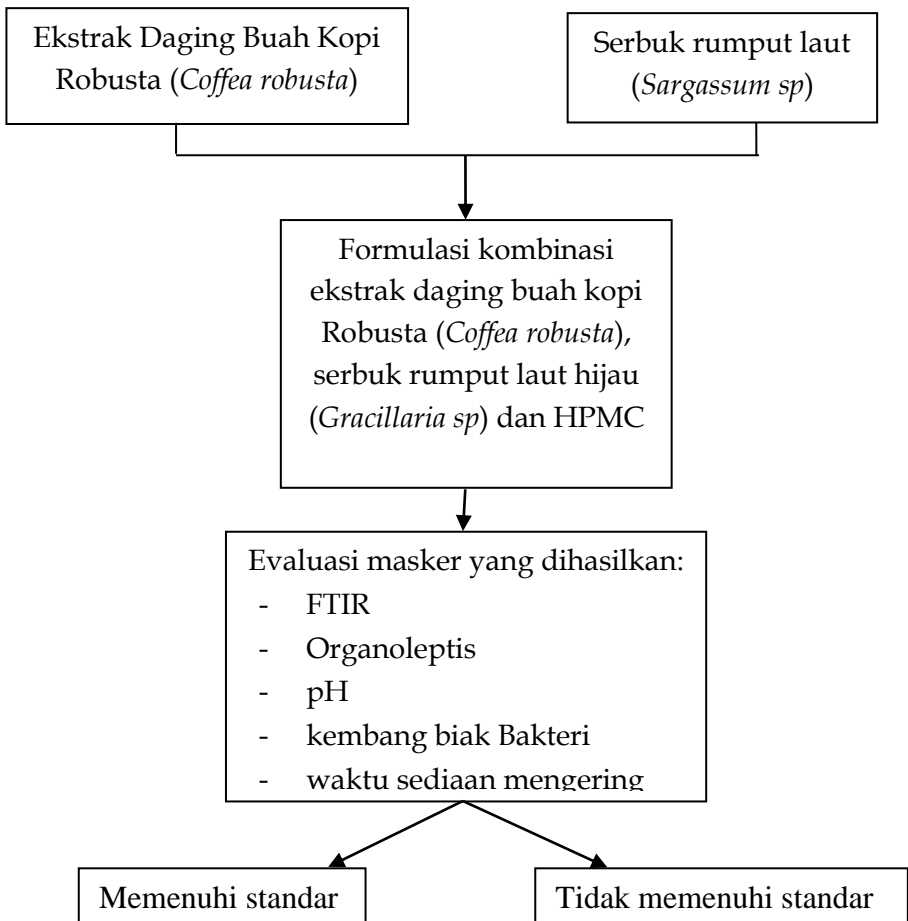 Ekstrak Daging Buah Kopi
Robusta (Coffea robusta)
Serbuk rumput laut
(Sargassum sp)
Formulasi kombinasi
ekstrak daging buah kopi
Robusta (Coffea robusta),
serbuk rumput laut hijau
(Gracillaria sp) dan HPMC
Evaluasi masker yang dihasilkan:
- FTIR
- Organoleptis
- pH
- kembang biak Bakteri
- waktu sediaan mengering
Memenuhi standar
Tidak memenuhi standar